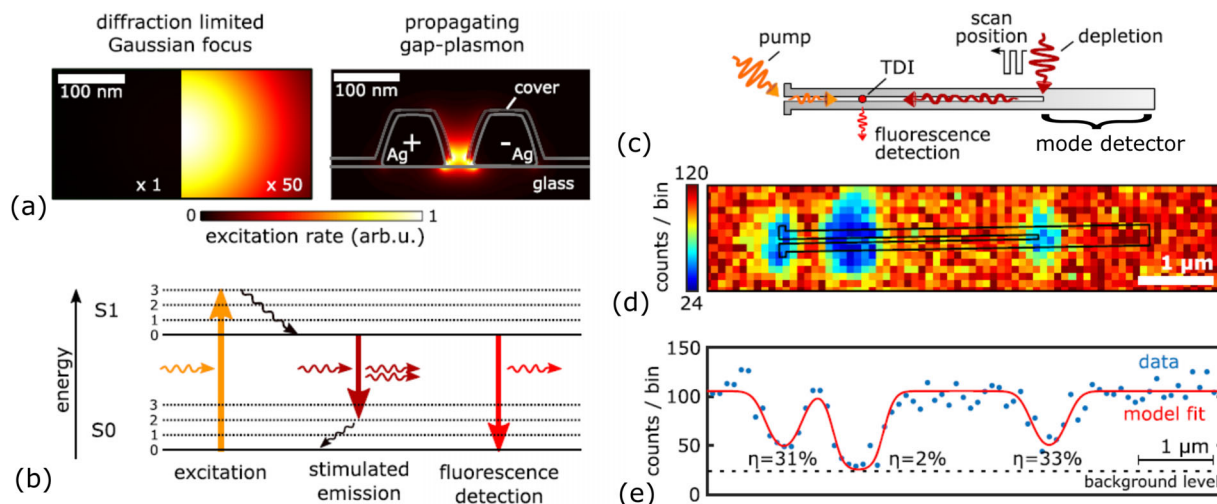 diffraction limited
Gaussian focus
propagating
gap-plasmon
100 nm
x 1
x 50
100 nm
cover
+
-
Ag
Ag
glass
(a)
0
1
excitation rate (arb.u.)
energy
S1
3
2
1
0
S0
3
2
1
0
(b)
excitation
stimulated
emission
fluorescence
detection
pump
scan
position
depletion
TDI
fluorescence
detection
mode detector
(c)
120
counts / bin
24
1 μm
(d)
150
100
50
0
counts / bin
data
model fit
η=31%
η=2%
η=33%
1 μm
background level
(e)